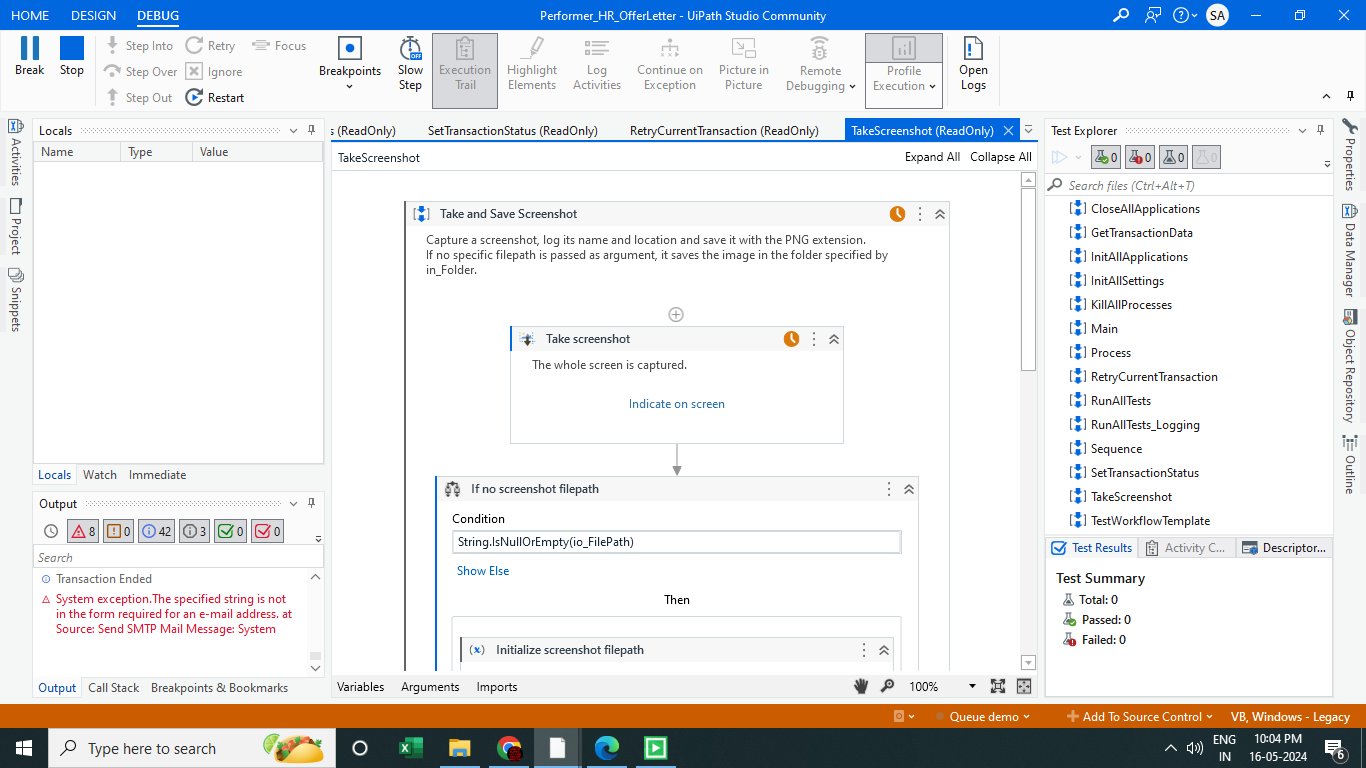 HOME DESIGN DEBUG Performer_HR_OfferLetter - UiPath Studio Community SA
Break Stop Step Into Retry Focus Breakpoints Slow Step Execution Trail Highlight Elements Log Activities Continue on Exception Picture in Picture Remote Debugging Profile Execution Open Logs
Step Over Ignore
Step Out Restart
Activities
Project
Snippets
Locals
Name Type Value
Locals Watch Immediate
Output
8 0 42 3 0 0
Search
Transaction Ended
System exception.The specified string is not
in the form required for an e-mail address. at
Source: Send SMTP Mail Message: System
Output Call Stack Breakpoints & Bookmarks
s (ReadOnly) SetTransactionStatus (ReadOnly) RetryCurrentTransaction (ReadOnly) TakeScreenshot (ReadOnly)
TakeScreenshot Expand All Collapse All
Take and Save Screenshot
Capture a screenshot, log its name and location and save it with the PNG extension.
If no specific filepath is passed as argument, it saves the image in the folder specified by
in_Folder.
Take screenshot
The whole screen is captured.
Indicate on screen
If no screenshot filepath
Condition
String.IsNullOrEmpty(io_FilePath)
Show Else
Then
(x) Initialize screenshot filepath
Variables Arguments Imports 100%
Test Explorer
0 0 0 0
Search files (Ctrl+Alt+T)
CloseAllApplications
GetTransactionData
InitAllApplications
InitAllSettings
KillAllProcesses
Main
Process
RetryCurrentTransaction
RunAllTests
RunAllTests_Logging
Sequence
SetTransactionStatus
TakeScreenshot
TestWorkflowTemplate
Test Results Activity C... Descriptor...
Test Summary
Total: 0
Passed: 0
Failed: 0
Properties
Data Manager
Object Repository
Outline
Queue demo Add To Source Control VB, Windows - Legacy
Type here to search
ENG
IN
10:04 PM
16-05-2024
6